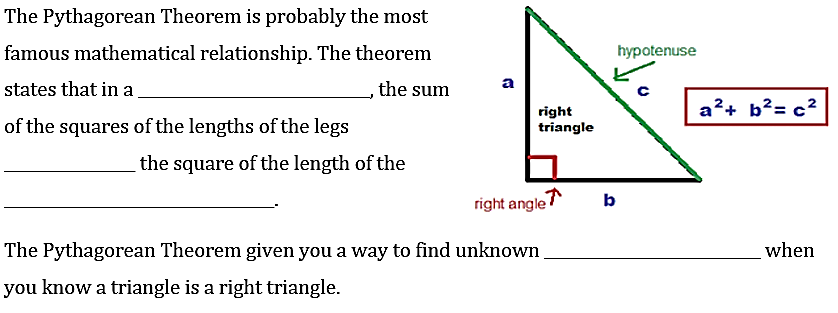 The Pythagorean Theorem is probably the most
famous mathematical relationship. The theorem
states that in a ____________________, the sum
of the squares of the lengths of the legs
____________ the square of the length of the
________________________.
The Pythagorean Theorem given you a way to find unknown ____________________ when
you know a triangle is a right triangle.
hypotenuse
a
c
right
triangle
a²+ b²= c²
right angle
b